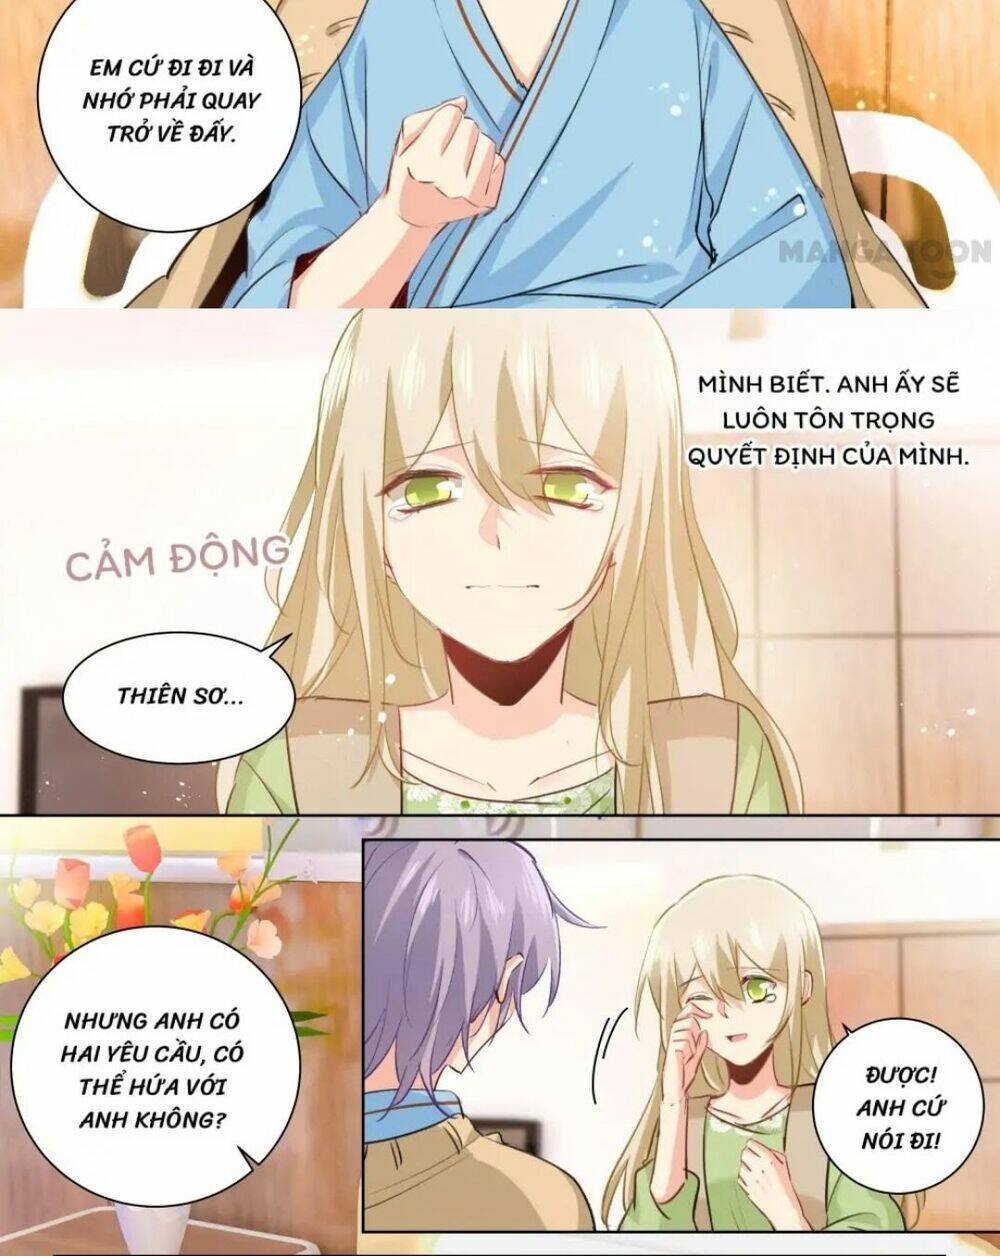 EM CỨ ĐI ĐI VÀ
NHỚ PHẢI QUAY
TRỞ VỀ ĐẤY.
MANGA TOON
MÌNH BIẾT. ANH ẤY SẼ
LUÔN TÔN TRỌNG
QUYẾT ĐỊNH CỦA MÌNH.
CẢM ĐỘNG
THIÊN SƠ...
NHƯNG ANH CÓ
HAI YÊU CẦU, CÓ
THỂ HỨA VỚI
ANH KHÔNG?
ĐƯỢC!
ANH CỨ
NÓI ĐI!